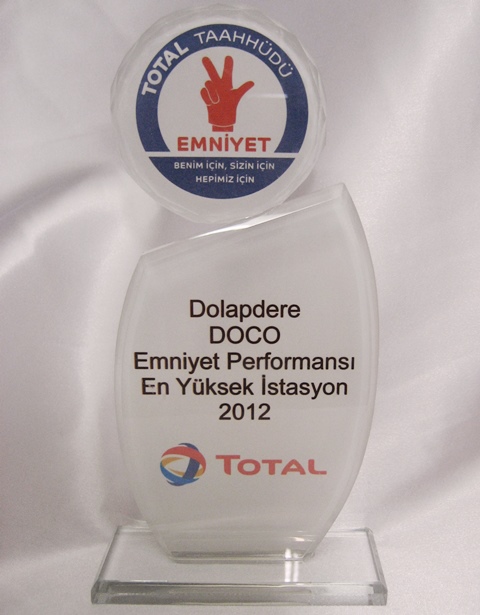 TOTAL TAAHHÜDÜ
EMNİYET
BENİM İÇİN, SİZİN İÇİN
HEPİMİZ İÇİN
Dolapdere
DOCO
Emniyet Performansı
En Yüksek İstasyon
2012
TOTAL